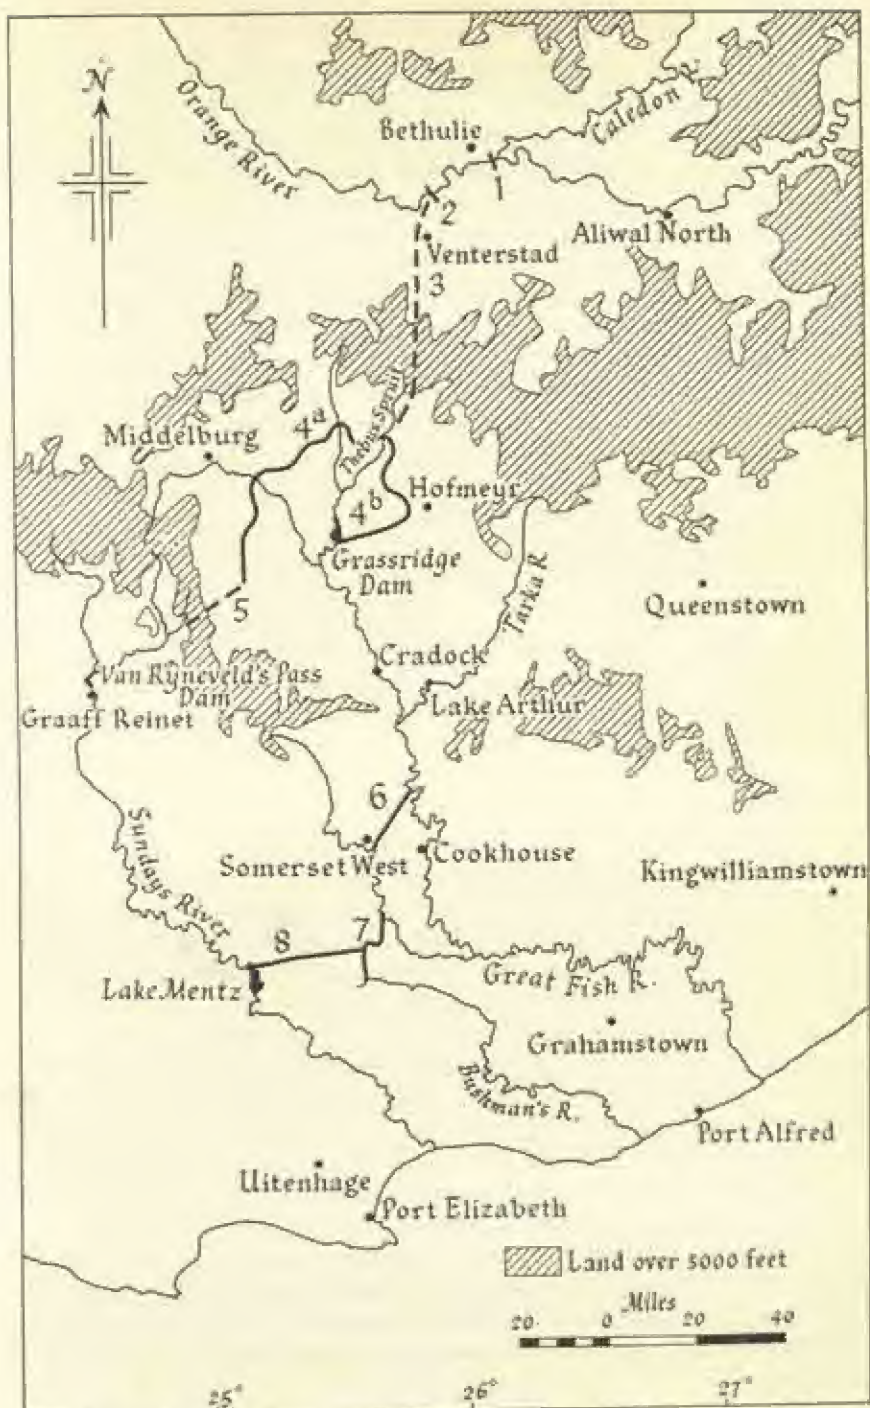 N
Orange River
Bethulie
Caledon R.
1
2
Aliwal North
Venterstad
3
Thebus Spruit
4a
Middelburg
4b
Hofmeyr
Grassridge
Dam
5
Tarka R.
Queenstown
Cradock
Van Rijneveld's Pass
Dam
Lake Arthur
Graaff Reinet
6
Sundays River
Somerset West
Cookhouse
Kingwilliamstown
7
8
Great Fish R.
Lake Mentz
Grahamstown
Bushman's R.
Port Alfred
Uitenhage
Port Elizabeth
Land over 5000 feet
Miles
20 0 20 40
25° 26° 27°